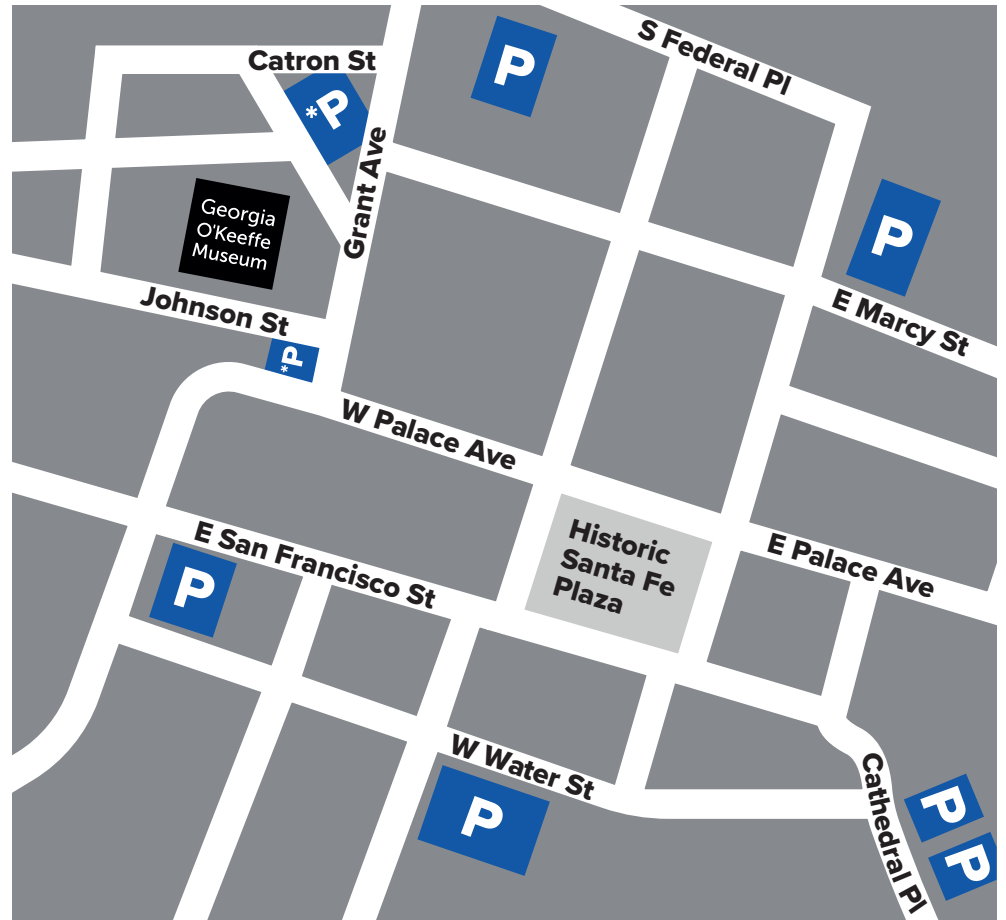 S Federal Pl
P
Catron St
*P
Grant Ave
Georgia
O'Keeffe
Museum
P
E Marcy St
Johnson St
*P
W Palace Ave
Historic
Santa Fe
Plaza
E San Francisco St
E Palace Ave
P
W Water St
P
Cathedral Pl
P
P